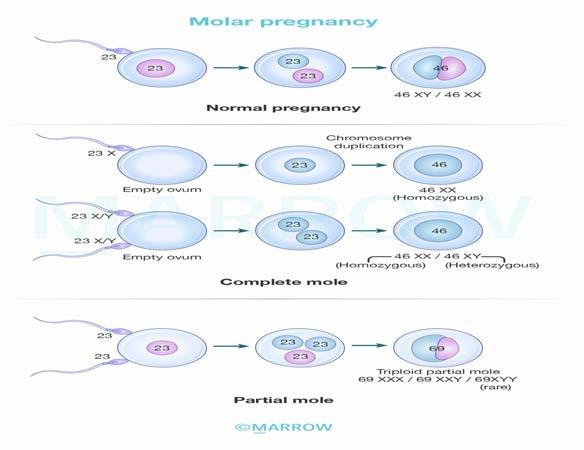 Molar pregnancy
23
23
23
23
46
46 XY / 46 XX
Normal pregnancy
23 X
Empty ovum
23
Chromosome
duplication
46
46 XX
(Homozygous)
MARROW
23 X/Y
23 X/Y
Empty ovum
23
23
46
46 XX / 46 XY
(Homozygous) (Heterozygous)
Complete mole
23
23
23
23
23
23
69
Triploid partial mole
69 XXX / 69 XXY / 69XYY
(rare)
Partial mole
©MARROW